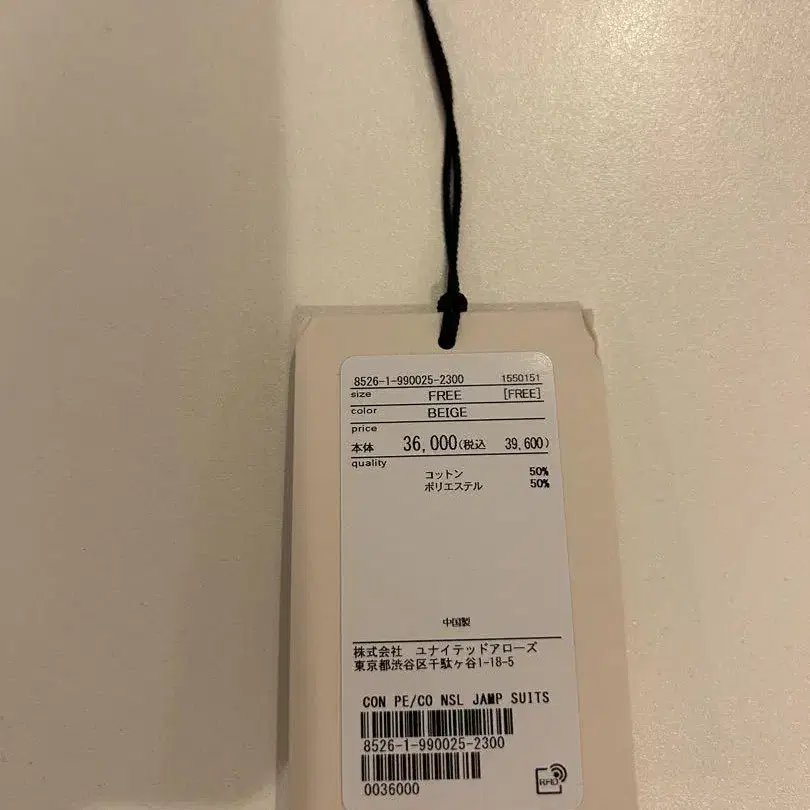 8526-1-990025-2300 1550151
size FREE [FREE]
color BEIGE
price
本体 36,000(税込 39,600)
quality
コットン 50%
ポリエステル 50%
中国製
株式会社 ユナイテッドアローズ
東京都渋谷区千駄ヶ谷1-18-5
CON PE/CO NSL JAMP SUITS
8526-1-990025-2300
0036000
RFID